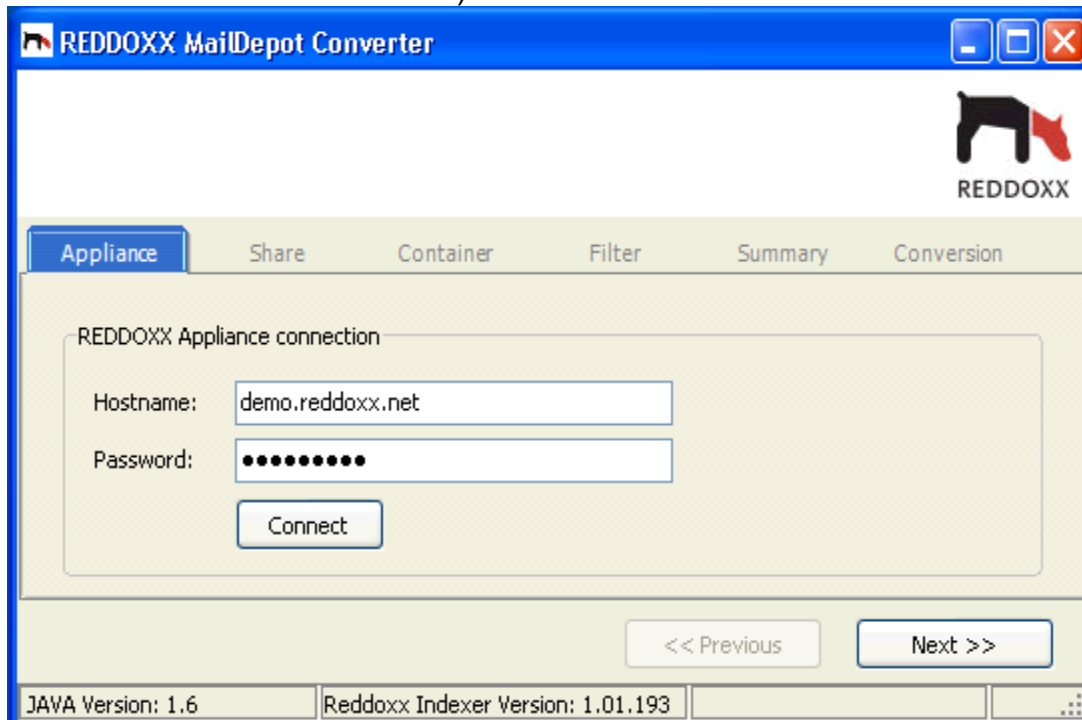 REDDOXX MailDepot Converter
REDDOXX
Appliance Share Container Filter Summary Conversion
REDDOXX Appliance connection
Hostname: demo.reddoxx.net
Password: •••••••••
Connect
<< Previous Next >>
JAVA Version: 1.6 Reddoxx Indexer Version: 1.01.193